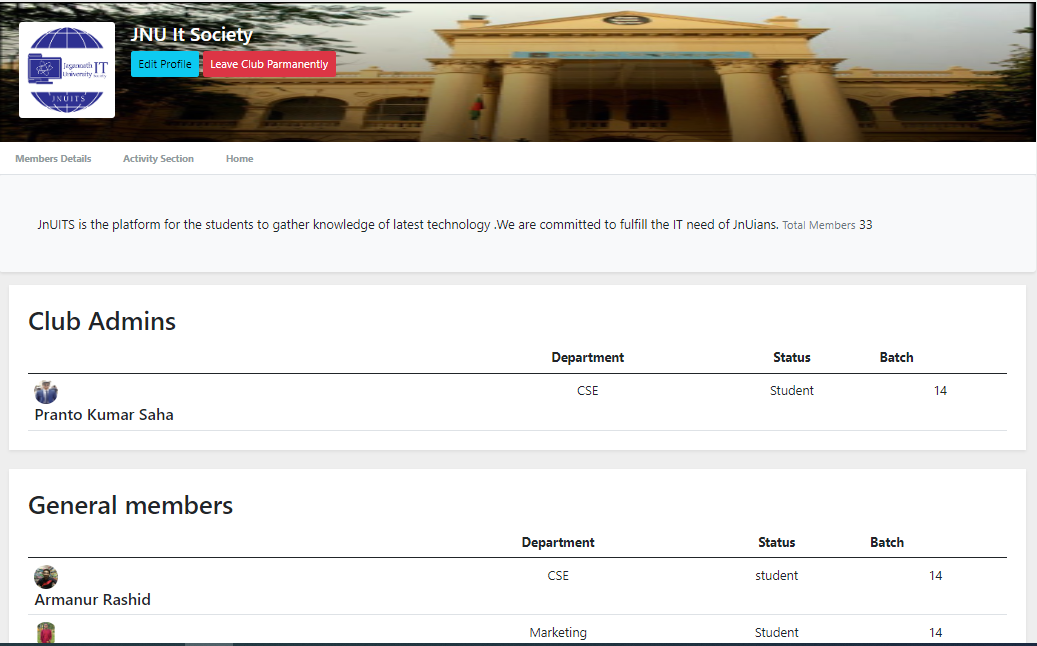 JNU It Society
Jagannath
University IT
Society
JNUITS
Edit Profile Leave Club Parmanently
Members Details Activity Section Home
JnUITS is the platform for the students to gather knowledge of latest technology .We are committed to fulfill the IT need of JnUians. Total Members 33
Club Admins
Department Status Batch
CSE Student 14
Pranto Kumar Saha
General members
Department Status Batch
CSE student 14
Armanur Rashid
Marketing Student 14